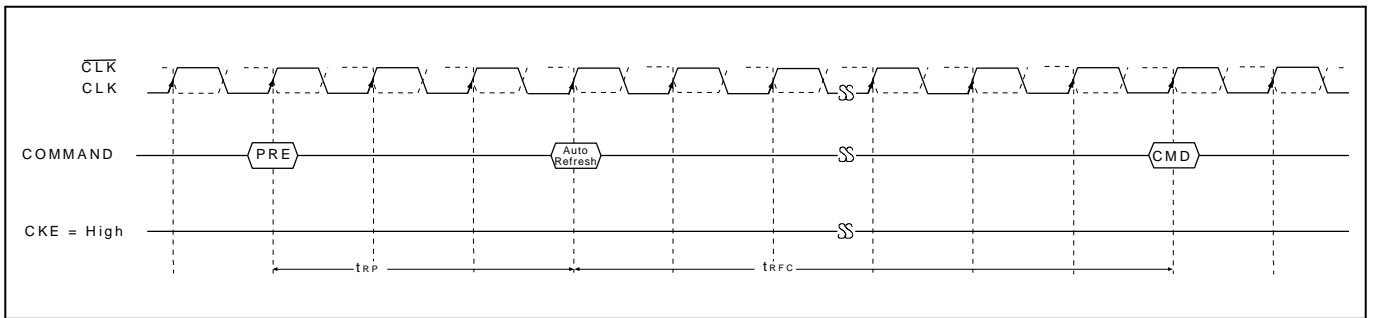 CLK
CLK
COMMAND
PRE
Auto
Refresh
CMD
CKE = High
tRP
tRFC